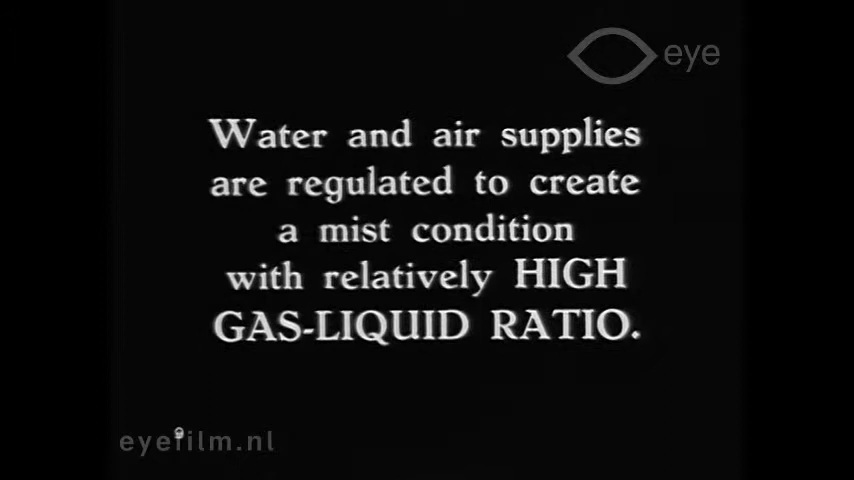 eye
Water and air supplies
are regulated to create
a mist condition
with relatively HIGH
GAS-LIQUID RATIO.
9
eyefilm.nl